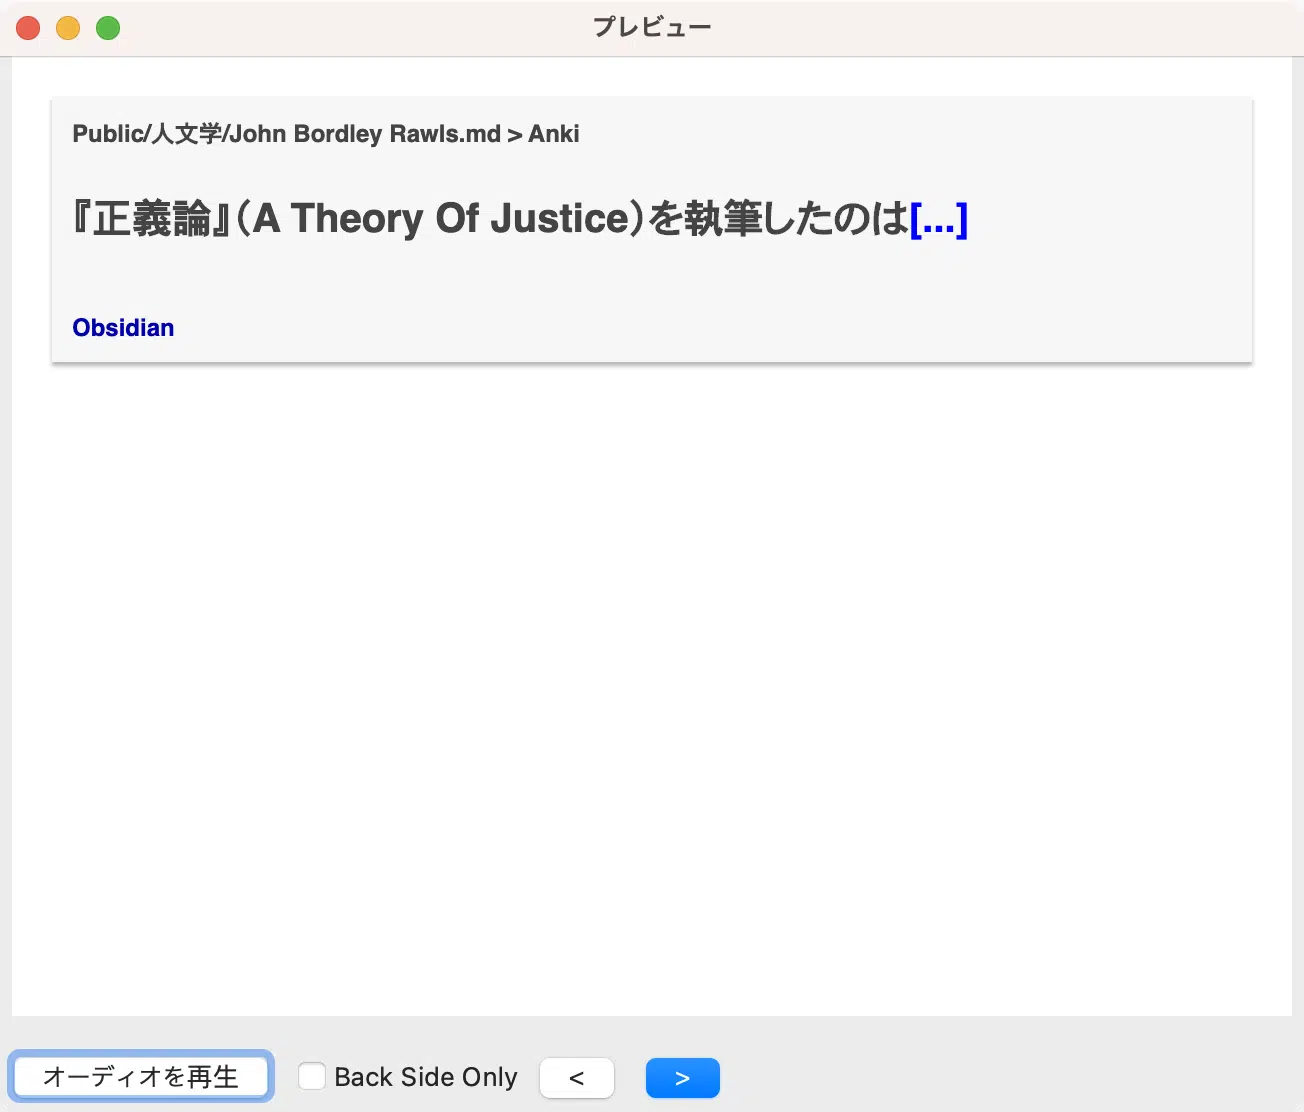 プレビュー
Public/人文学/John Bordley Rawls.md > Anki
『正義論』（A Theory Of Justice）を執筆したのは[...]
Obsidian
オーディオを再生
Back Side Only
<
>